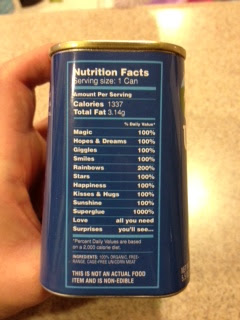 Nutrition Facts
Serving size: 1 Can
Amount Per Serving
Calories 1337
Total Fat 3.14g
% Daily Value*
Magic 100%
Hopes & Dreams 100%
Giggles 100%
Smiles 100%
Rainbows 200%
Stars 100%
Happiness 100%
Kisses & Hugs 100%
Sunshine 100%
Superglue 1000%
Love all you need
Surprises you'll see...
*Percent Daily Values are based
on a 2,000 calorie diet.
INGREDIENTS: 100% ORGANIC, FREE-
RANGE, CAGE-FREE UNICORN MEAT
THIS IS NOT AN ACTUAL FOOD
ITEM AND IS NON-EDIBLE